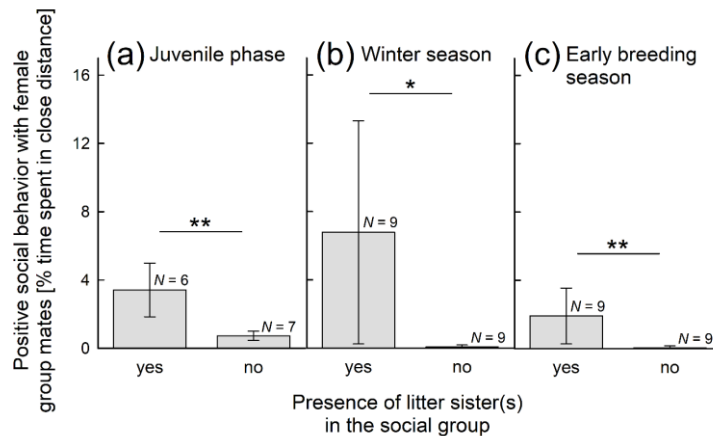 (a) Juvenile phase
(b) Winter season
(c) Early breeding
season
Positive social behavior with female
group mates [% time spent in close distance]
16
12
8
4
0
**
N = 6
N = 7
*
N = 9
N = 9
**
N = 9
N = 9
yes no yes no yes no
Presence of litter sister(s)
in the social group